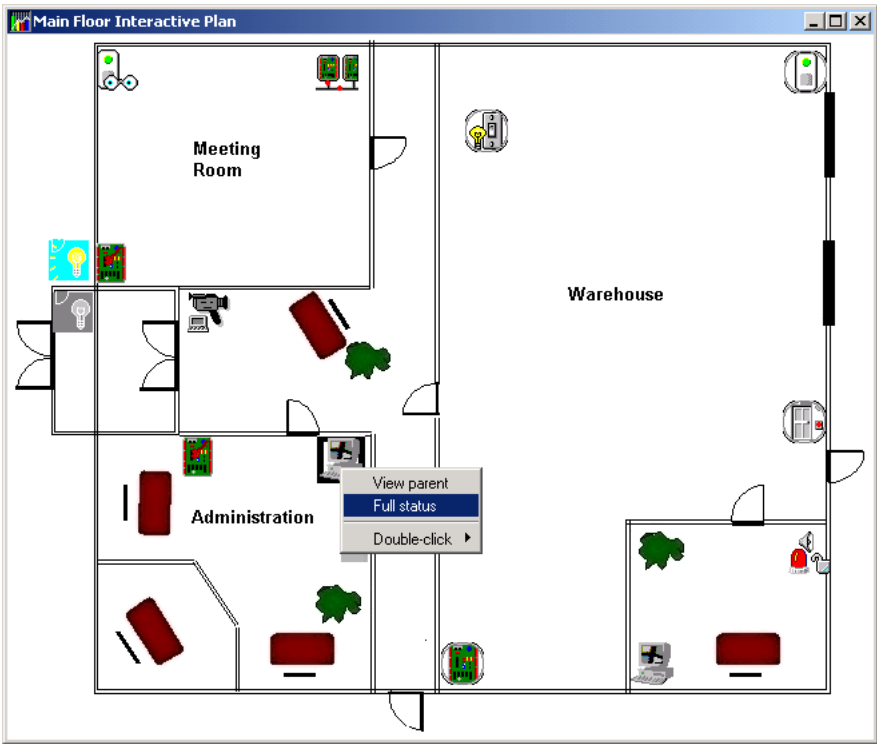 Main Floor Interactive Plan
Meeting
Room
Warehouse
View parent
Full status
Administration
Double-click